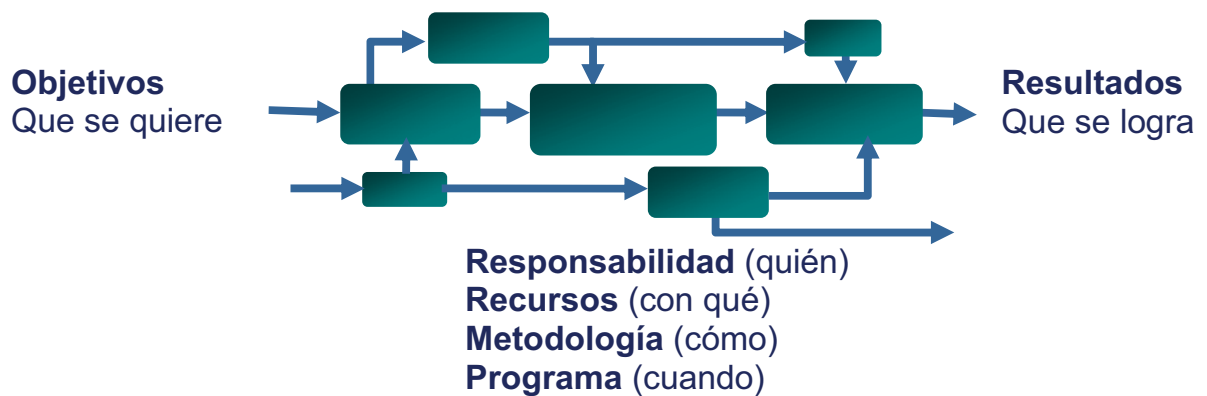 Objetivos
Que se quiere
Resultados
Que se logra
Responsabilidad (quién)
Recursos (con qué)
Metodología (cómo)
Programa (cuando)